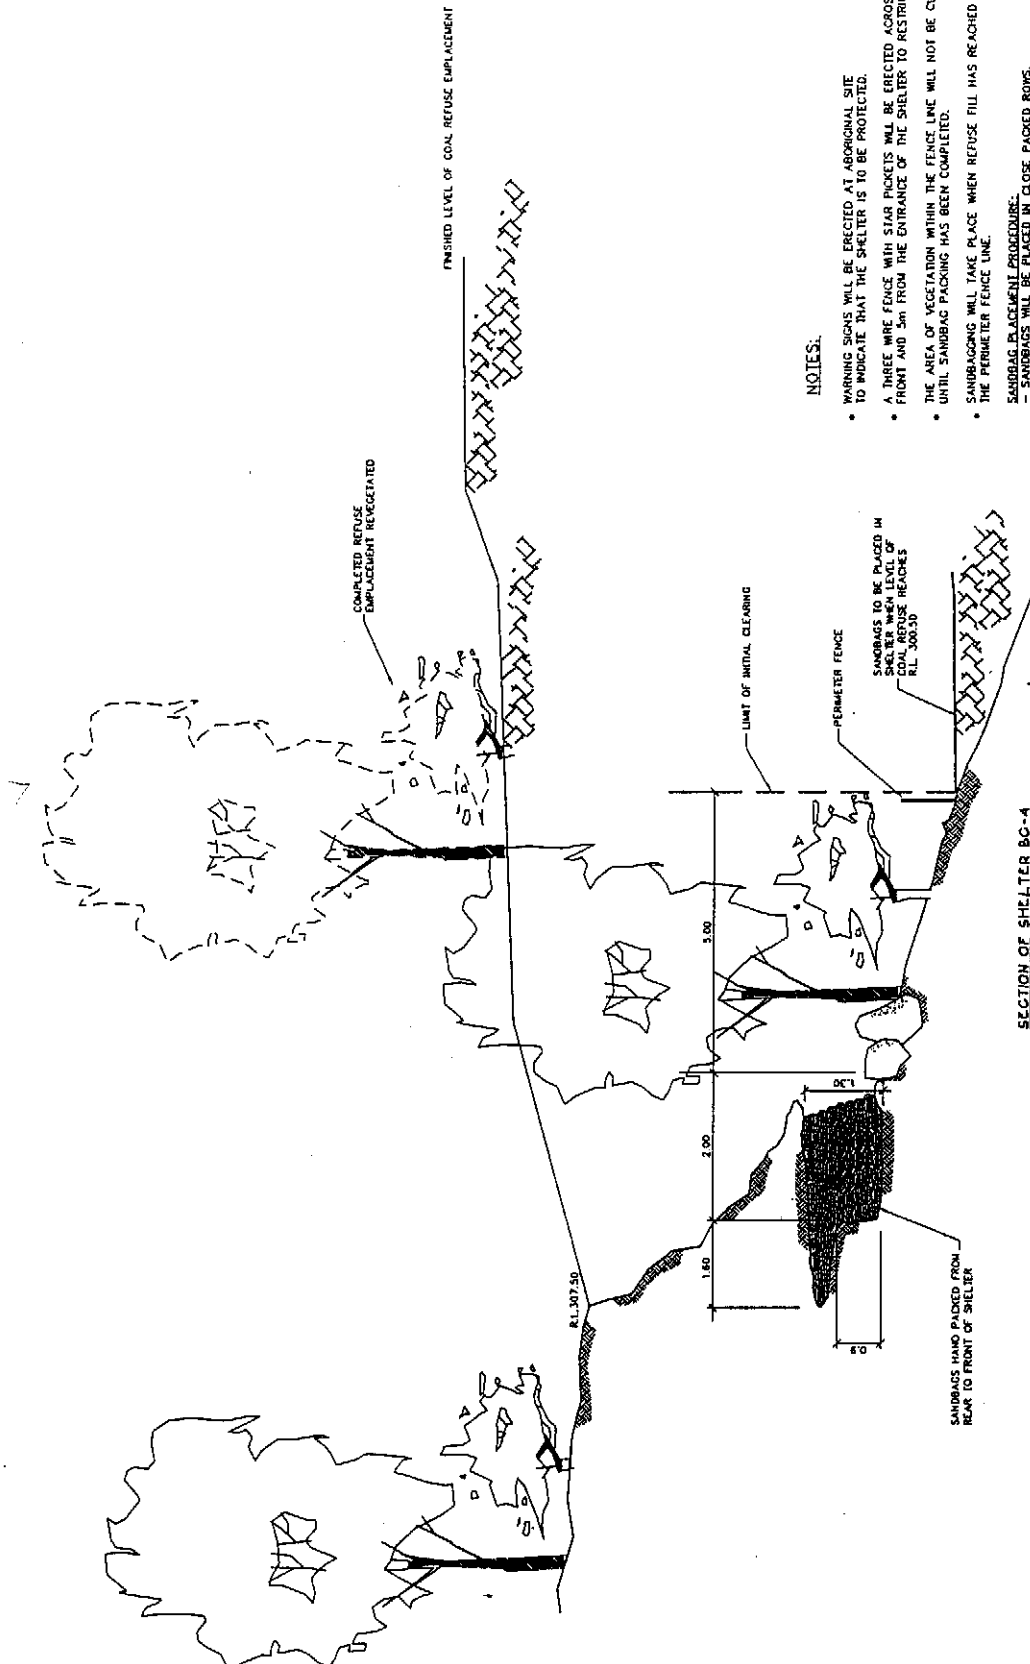 FINISHED LEVEL OF COAL REFUSE EMPLACEMENT
COMPLETED REFUSE
EMPLACEMENT REVEGETATED
R.L.307.50
LIMIT OF INITIAL CLEARING
PERIMETER FENCE
SANDBAGS TO BE PLACED IN
SHELTER WHEN LEVEL OF
COAL REFUSE REACHES
R.L. 300.50
1.60
2.00
5.00
1.30
0.9
SANDBAGS HAND PACKED FROM
REAR TO FRONT OF SHELTER
SECTION OF SHELTER BC-4
NOTES:
• WARNING SIGNS WILL BE ERECTED AT ABORIGINAL SITE
TO INDICATE THAT THE SHELTER IS TO BE PROTECTED.
• A THREE WIRE FENCE WITH STAR PICKETS WILL BE ERECTED ACROS
FRONT AND 5m FROM THE ENTRANCE OF THE SHELTER TO RESTRI
• THE AREA OF VEGETATION WITHIN THE FENCE LINE WILL NOT BE CU
UNTIL SANDBAG PACKING HAS BEEN COMPLETED.
• SANDBAGGING WILL TAKE PLACE WHEN REFUSE FILL HAS REACHED
THE PERIMETER FENCE LINE.
SANDBAG PLACEMENT PROCEDURE:
- SANDBAGS WILL BE PLACED IN CLOSE PACKED ROWS.